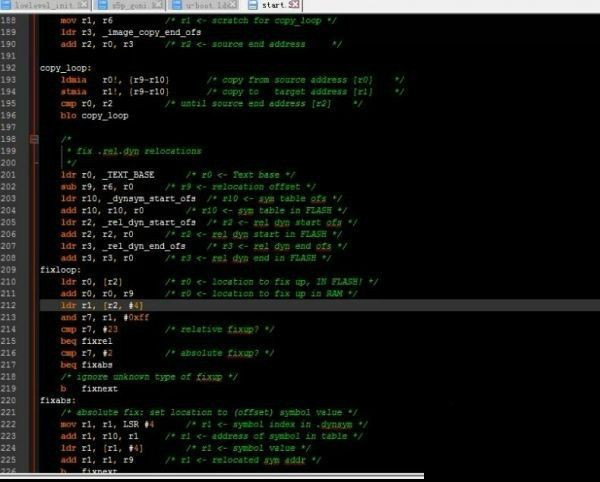 lowlevel_init.S s5p_goni.h u-boot.lds start.S
188 mov r1, r6 /* r1 <- scratch for copy_loop */
189 ldr r3, _image_copy_end_ofs
190 add r2, r0, r3 /* r2 <- source end address */
191
192 copy_loop:
193 ldmia r0!, {r9-r10} /* copy from source address [r0] */
194 stmia r1!, {r9-r10} /* copy to target address [r1] */
195 cmp r0, r2 /* until source end address [r2] */
196 blo copy_loop
197
198 /*
199 * fix .rel.dyn relocations
200 */
201 ldr r0, _TEXT_BASE /* r0 <- Text base */
202 sub r9, r6, r0 /* r9 <- relocation offset */
203 ldr r10, _dynsym_start_ofs /* r10 <- sym table ofs */
204 add r10, r10, r0 /* r10 <- sym table in FLASH */
205 ldr r2, _rel_dyn_start_ofs /* r2 <- rel dyn start ofs */
206 add r2, r2, r0 /* r2 <- rel dyn start in FLASH */
207 ldr r3, _rel_dyn_end_ofs /* r3 <- rel dyn end ofs */
208 add r3, r3, r0 /* r3 <- rel dyn end in FLASH */
209 fixloop:
210 ldr r0, [r2] /* r0 <- location to fix up, IN FLASH! */
211 add r0, r0, r9 /* r0 <- location to fix up in RAM */
212 ldr r1, [r2, #4]
213 and r7, r1, #0xff
214 cmp r7, #23 /* relative fixup? */
215 beq fixrel
216 cmp r7, #2 /* absolute fixup? */
217 beq fixabs
218 /* ignore unknown type of fixup */
219 b fixnext
220 fixabs:
221 /* absolute fix: set location to (offset) symbol value */
222 mov r1, r1, LSR #4 /* r1 <- symbol index in .dynsym */
223 add r1, r10, r1 /* r1 <- address of symbol in table */
224 ldr r1, [r1, #4] /* r1 <- symbol value */
225 add r1, r1, r9 /* r1 <- relocated sym addr */
226 b fixnext